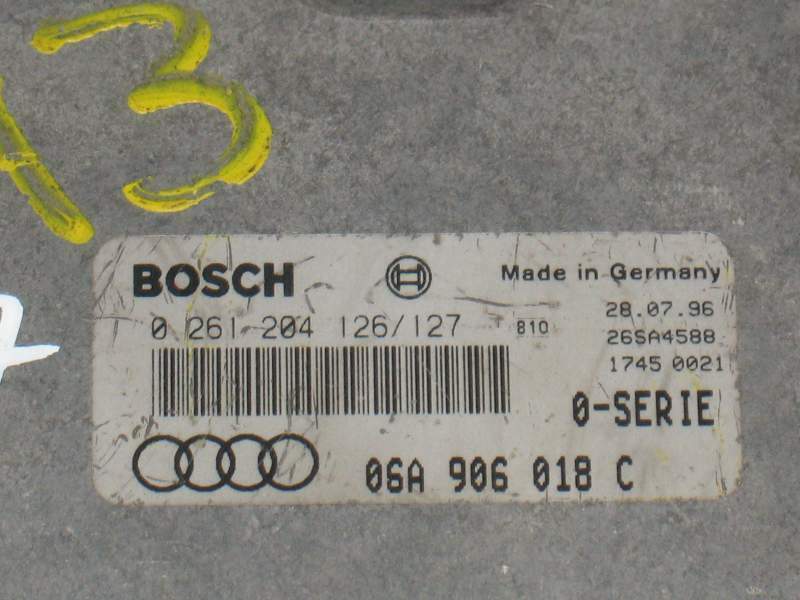 A3
BOSCH
Made in Germany
0 261 204 126/127
810
28.07.96
26SA4588
1745 0021
0-SERIE
06A 906 018 C